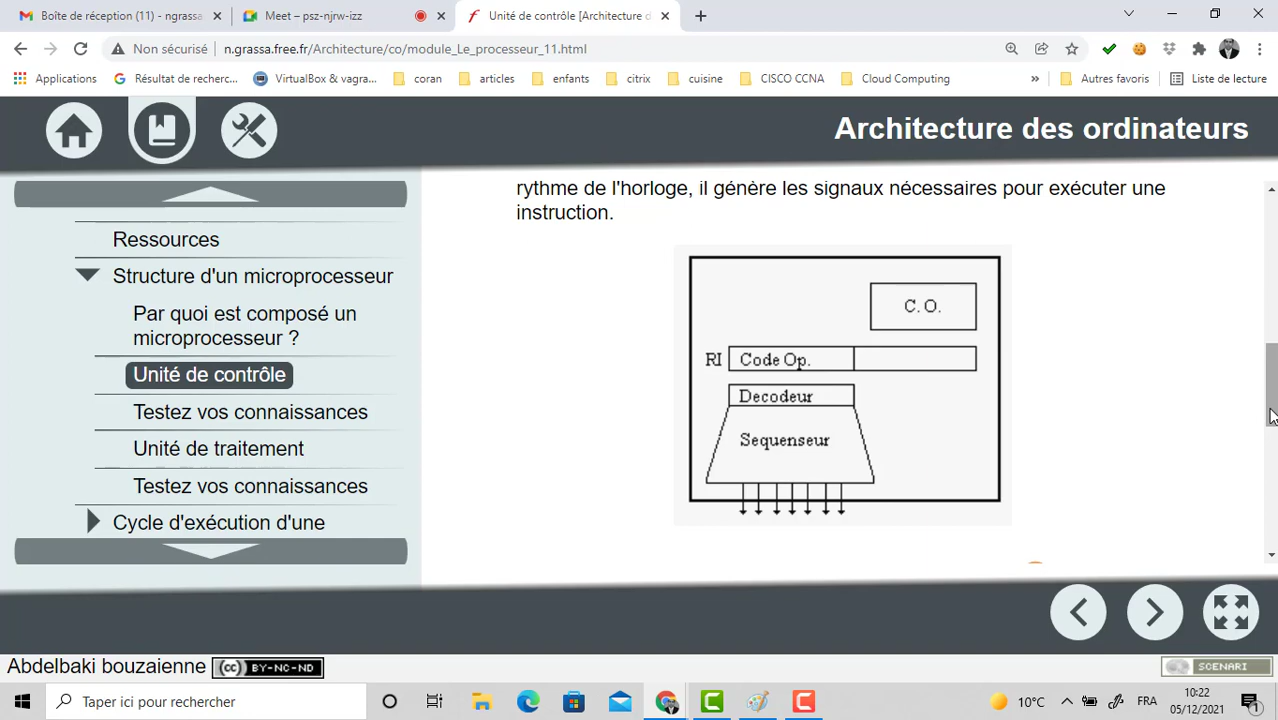 Boîte de réception (11) - ngrassa
Meet – psz-njrw-izz
Unité de contrôle [Architecture d
Non sécurisé
n.grassa.free.fr/Architecture/co/module_Le_processeur_11.html
Applications
Résultat de recherc...
VirtualBox & vagra...
coran
articles
enfants
citrix
cuisine
CISCO CCNA
Cloud Computing
»
Autres favoris
Liste de lecture
Architecture des ordinateurs
Ressources
Structure d'un microprocesseur
Par quoi est composé un
microprocesseur ?
Unité de contrôle
Testez vos connaissances
Unité de traitement
Testez vos connaissances
Cycle d'exécution d'une
rythme de l'horloge, il génère les signaux nécessaires pour exécuter une
instruction.
C. O.
RI
Code Op.
Decodeur
Sequenseur
Abdelbaki bouzaienne
cc BY-NC-ND
SCENARI
Taper ici pour rechercher
10°C
FRA
10:22
05/12/2021
1